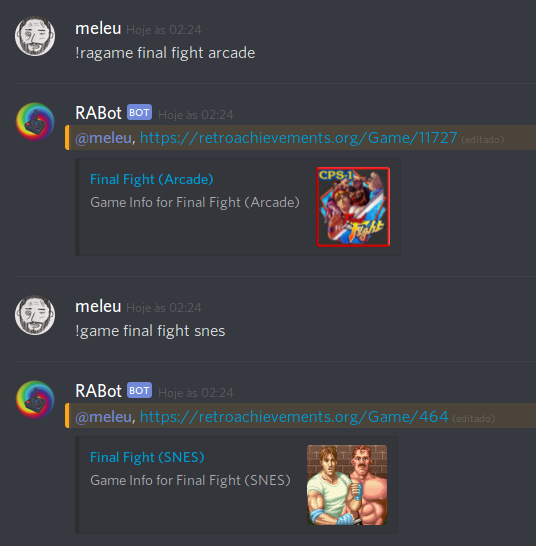 meleu Hoje às 02:24
!ragame final fight arcade
RABot BOT Hoje às 02:24
@meleu, https://retroachievements.org/Game/11727 (editado)
Final Fight (Arcade)
Game Info for Final Fight (Arcade)
CPS-1
Fight
meleu Hoje às 02:24
!game final fight snes
RABot BOT Hoje às 02:24
@meleu, https://retroachievements.org/Game/464 (editado)
Final Fight (SNES)
Game Info for Final Fight (SNES)